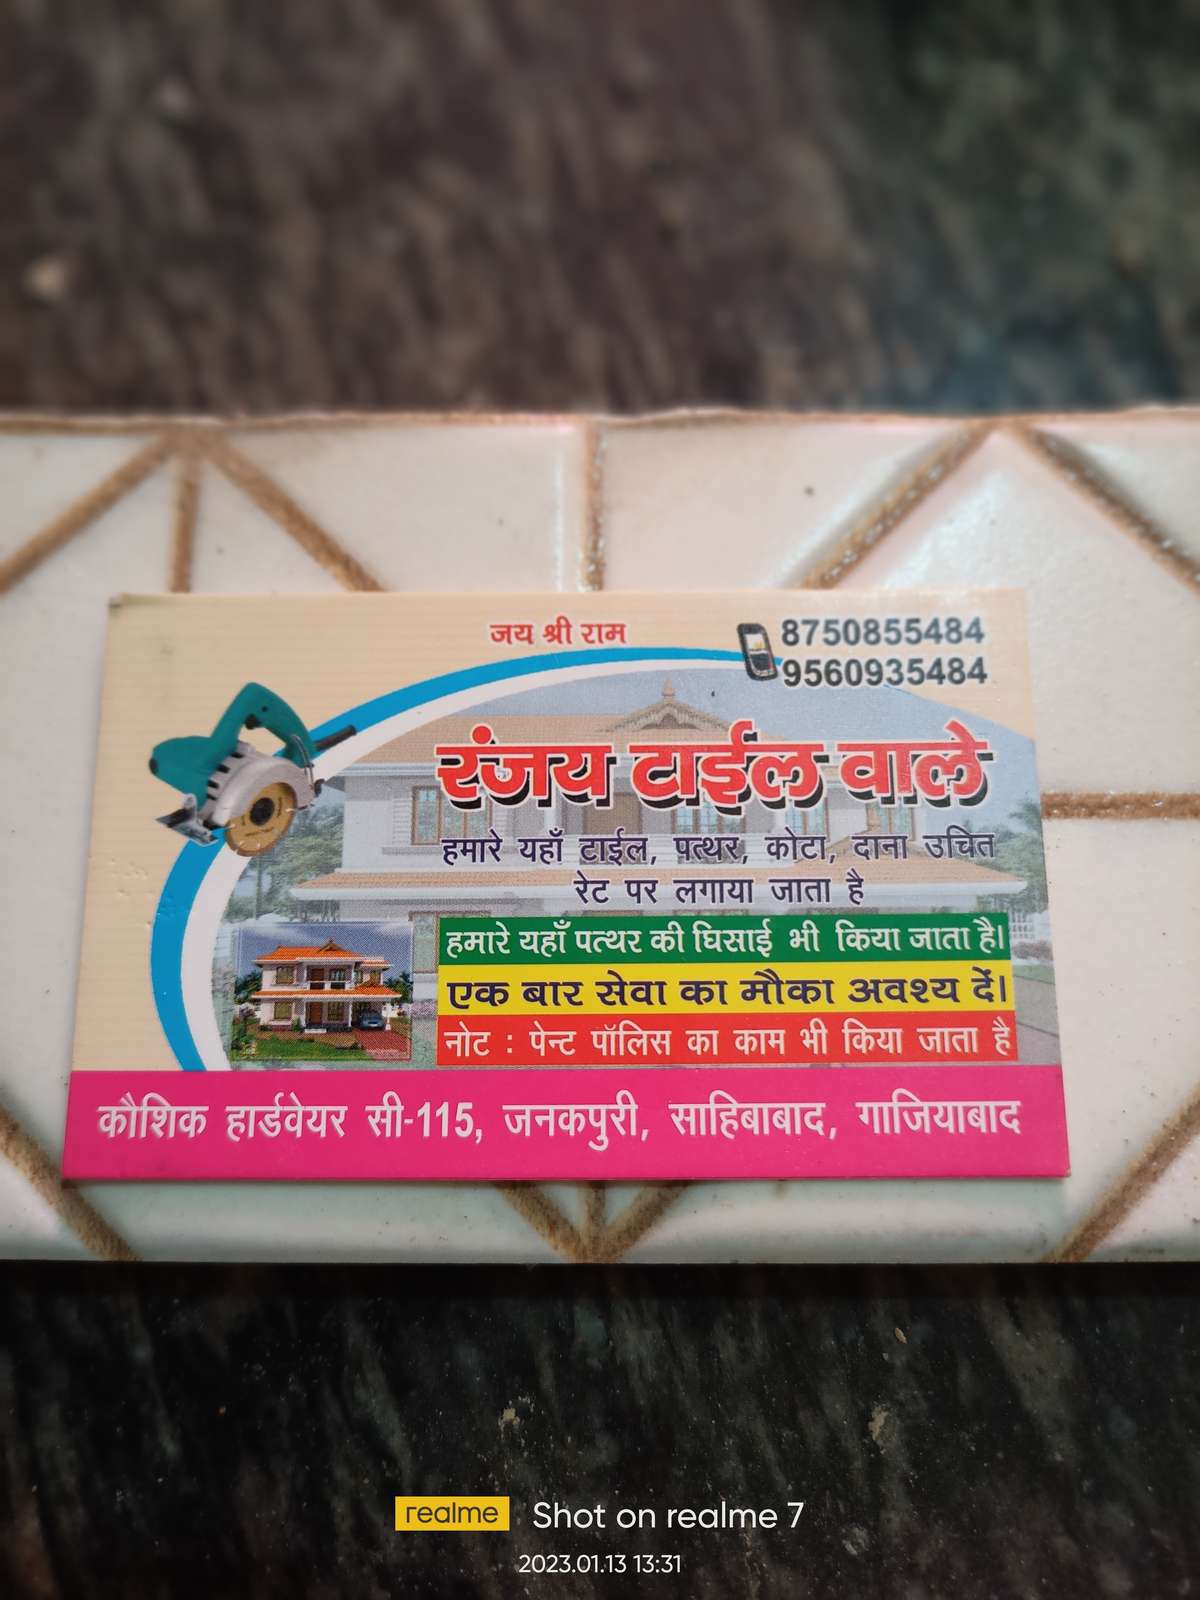 जय श्री राम
8750855484
9560935484
रंजय टाईल वाले
हमारे यहाँ टाईल, पत्थर, कोटा, दाना उचित
रेट पर लगाया जाता है
हमारे यहाँ पत्थर की घिसाई भी किया जाता है।
एक बार सेवा का मौका अवश्य दें।
नोट : पेन्ट पॉलिस का काम भी किया जाता है
कौशिक हार्डवेयर सी-115, जनकपुरी, साहिबाबाद, गाजियाबाद
realme Shot on realme 7
2023.01.13 13:31